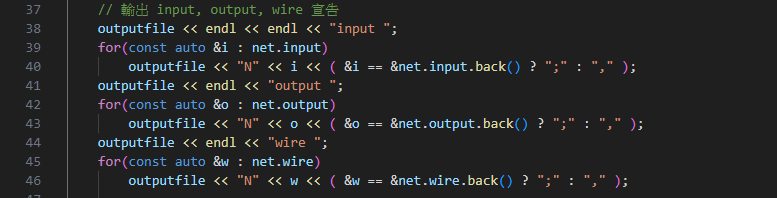 37 // 輸出 input, output, wire 宣告
38 outputfile << endl << endl << "input ";
39 for(const auto &i : net.input)
40 outputfile << "N" << i << ( &i == &net.input.back() ? ";" : "," );
41 outputfile << endl << "output ";
42 for(const auto &o : net.output)
43 outputfile << "N" << o << ( &o == &net.output.back() ? ";" : "," );
44 outputfile << endl << "wire ";
45 for(const auto &w : net.wire)
46 outputfile << "N" << w << ( &w == &net.wire.back() ? ";" : "," );